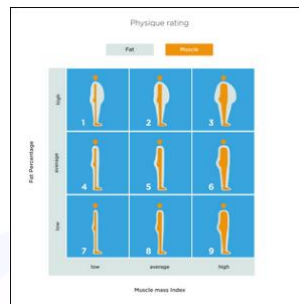 Physique rating
Fat
Muscle
Fat Percentage
high
1
2
3
average
4
5
6
low
7
8
9
low
average
high
Muscle mass Index